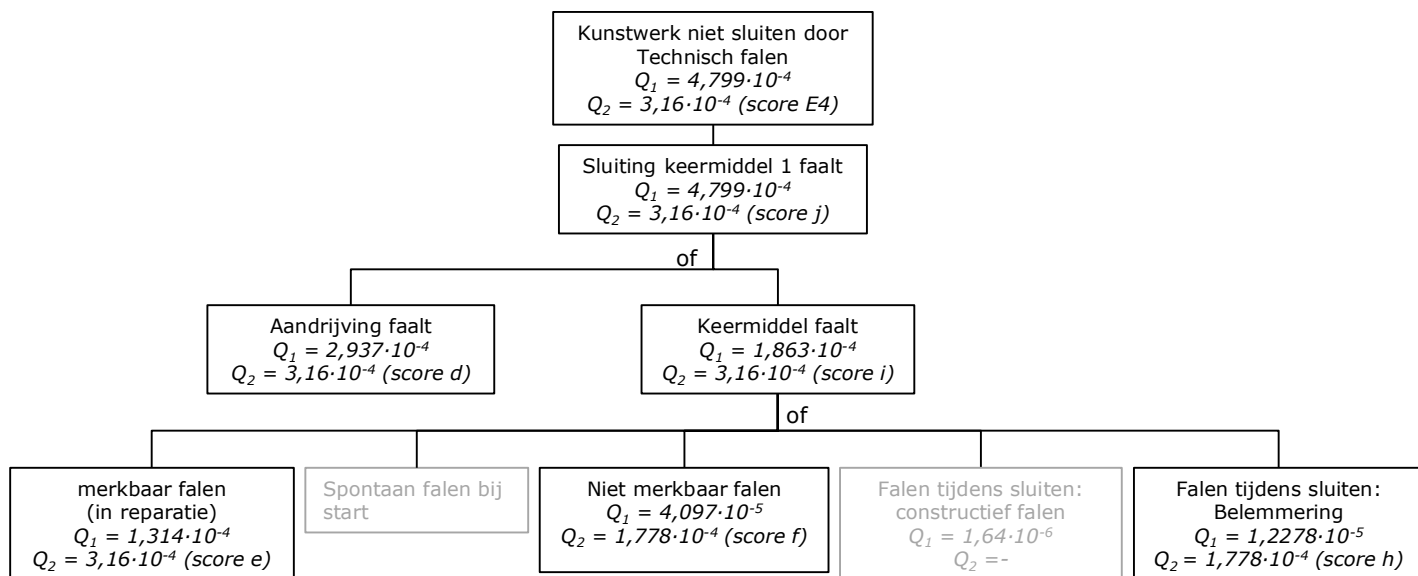 Kunstwerk niet sluiten door
Technisch falen
Q₁ = 4,799·10⁻⁴
Q₂ = 3,16·10⁻⁴ (score E4)
Sluiting keermiddel 1 faalt
Q₁ = 4,799·10⁻⁴
Q₂ = 3,16·10⁻⁴ (score j)
of
Aandrijving faalt
Q₁ = 2,937·10⁻⁴
Q₂ = 3,16·10⁻⁴ (score d)
Keermiddel faalt
Q₁ = 1,863·10⁻⁴
Q₂ = 3,16·10⁻⁴ (score i)
of
merkbaar falen
(in reparatie)
Q₁ = 1,314·10⁻⁴
Q₂ = 3,16·10⁻⁴ (score e)
Spontaan falen bij
start
Niet merkbaar falen
Q₁ = 4,097·10⁻⁵
Q₂ = 1,778·10⁻⁴ (score f)
Falen tijdens sluiten:
constructief falen
Q₁ = 1,64·10⁻⁶
Q₂ =-
Falen tijdens sluiten:
Belemmering
Q₁ = 1,2278·10⁻⁵
Q₂ = 1,778·10⁻⁴ (score h)